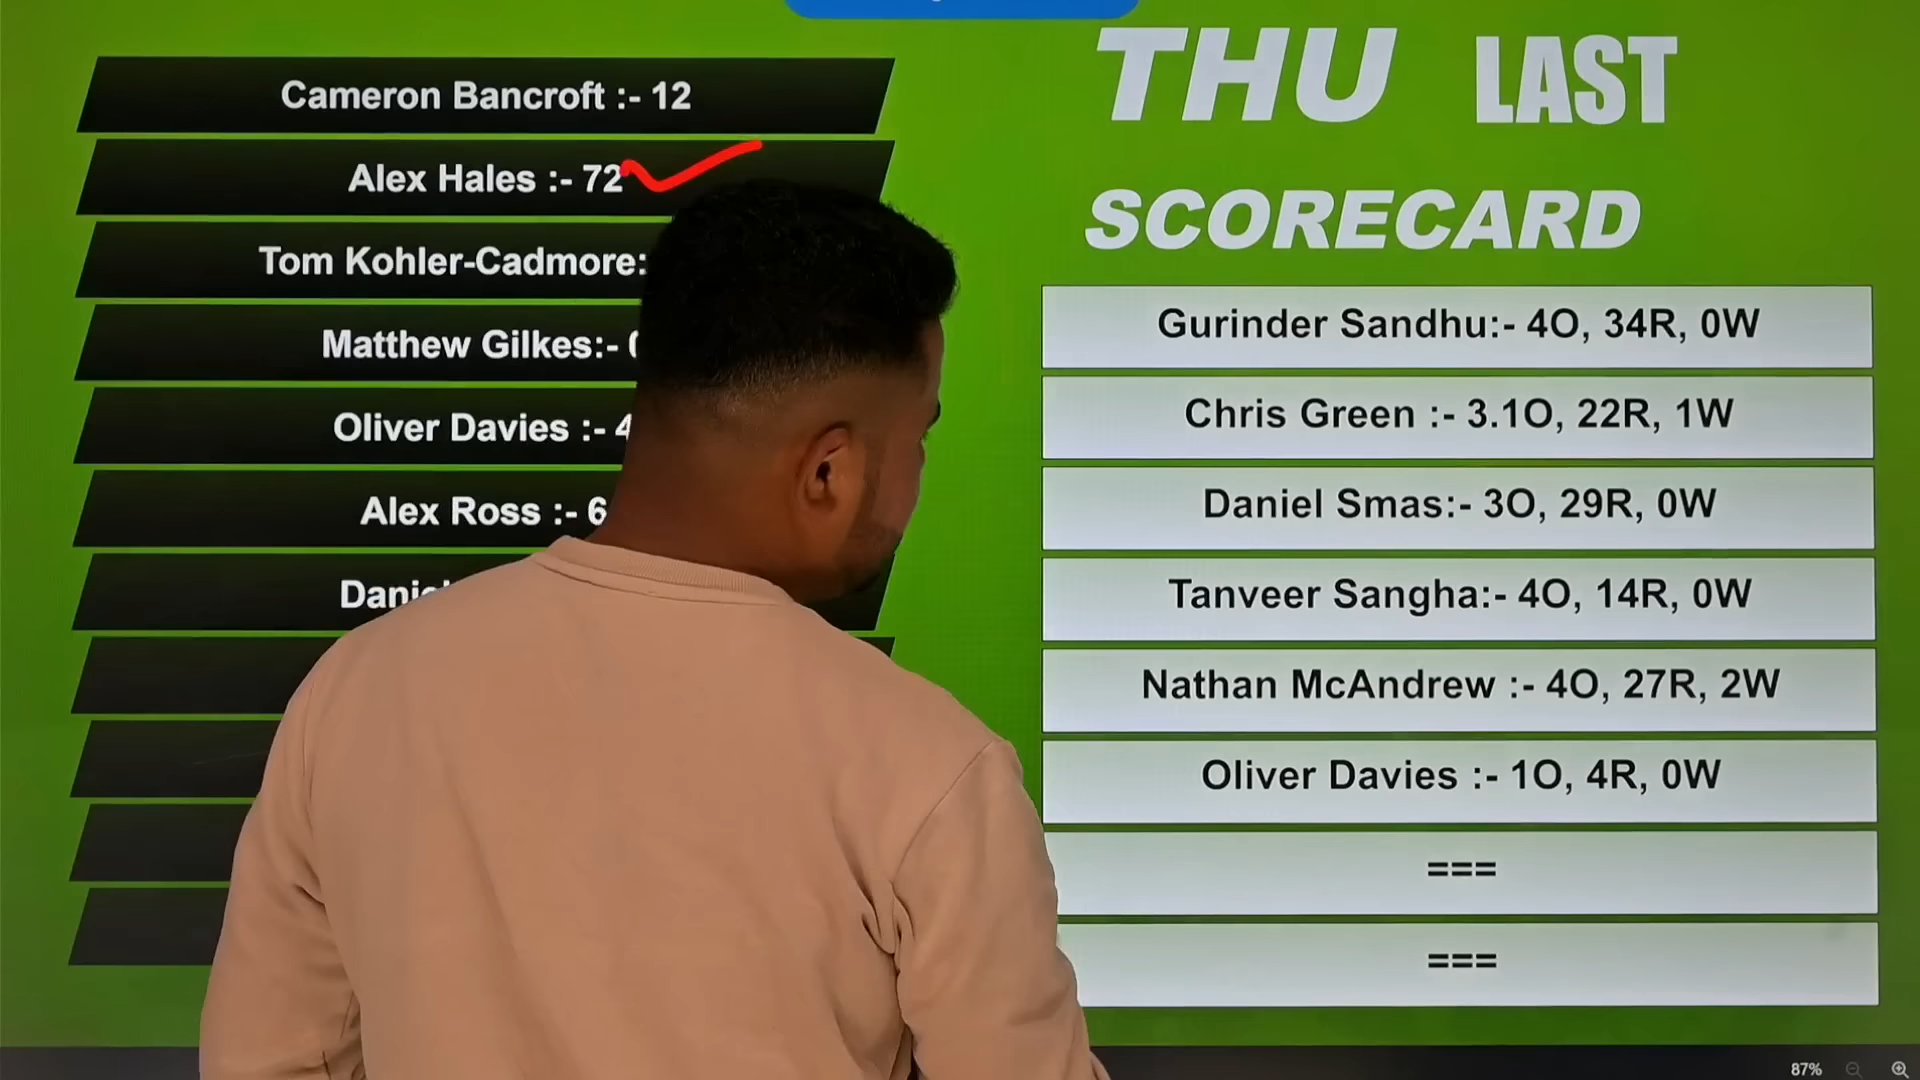 Cameron Bancroft :- 12
Alex Hales :- 72
Tom Kohler-Cadmore:
Matthew Gilkes:-
Oliver Davies :- 4
Alex Ross :- 6
THU LAST
SCORECARD
Gurinder Sandhu:- 4O, 34R, 0W
Chris Green :- 3.1O, 22R, 1W
Daniel Smas:- 3O, 29R, 0W
Tanveer Sangha:- 4O, 14R, 0W
Nathan McAndrew :- 4O, 27R, 2W
Oliver Davies :- 1O, 4R, 0W
===
===
87%